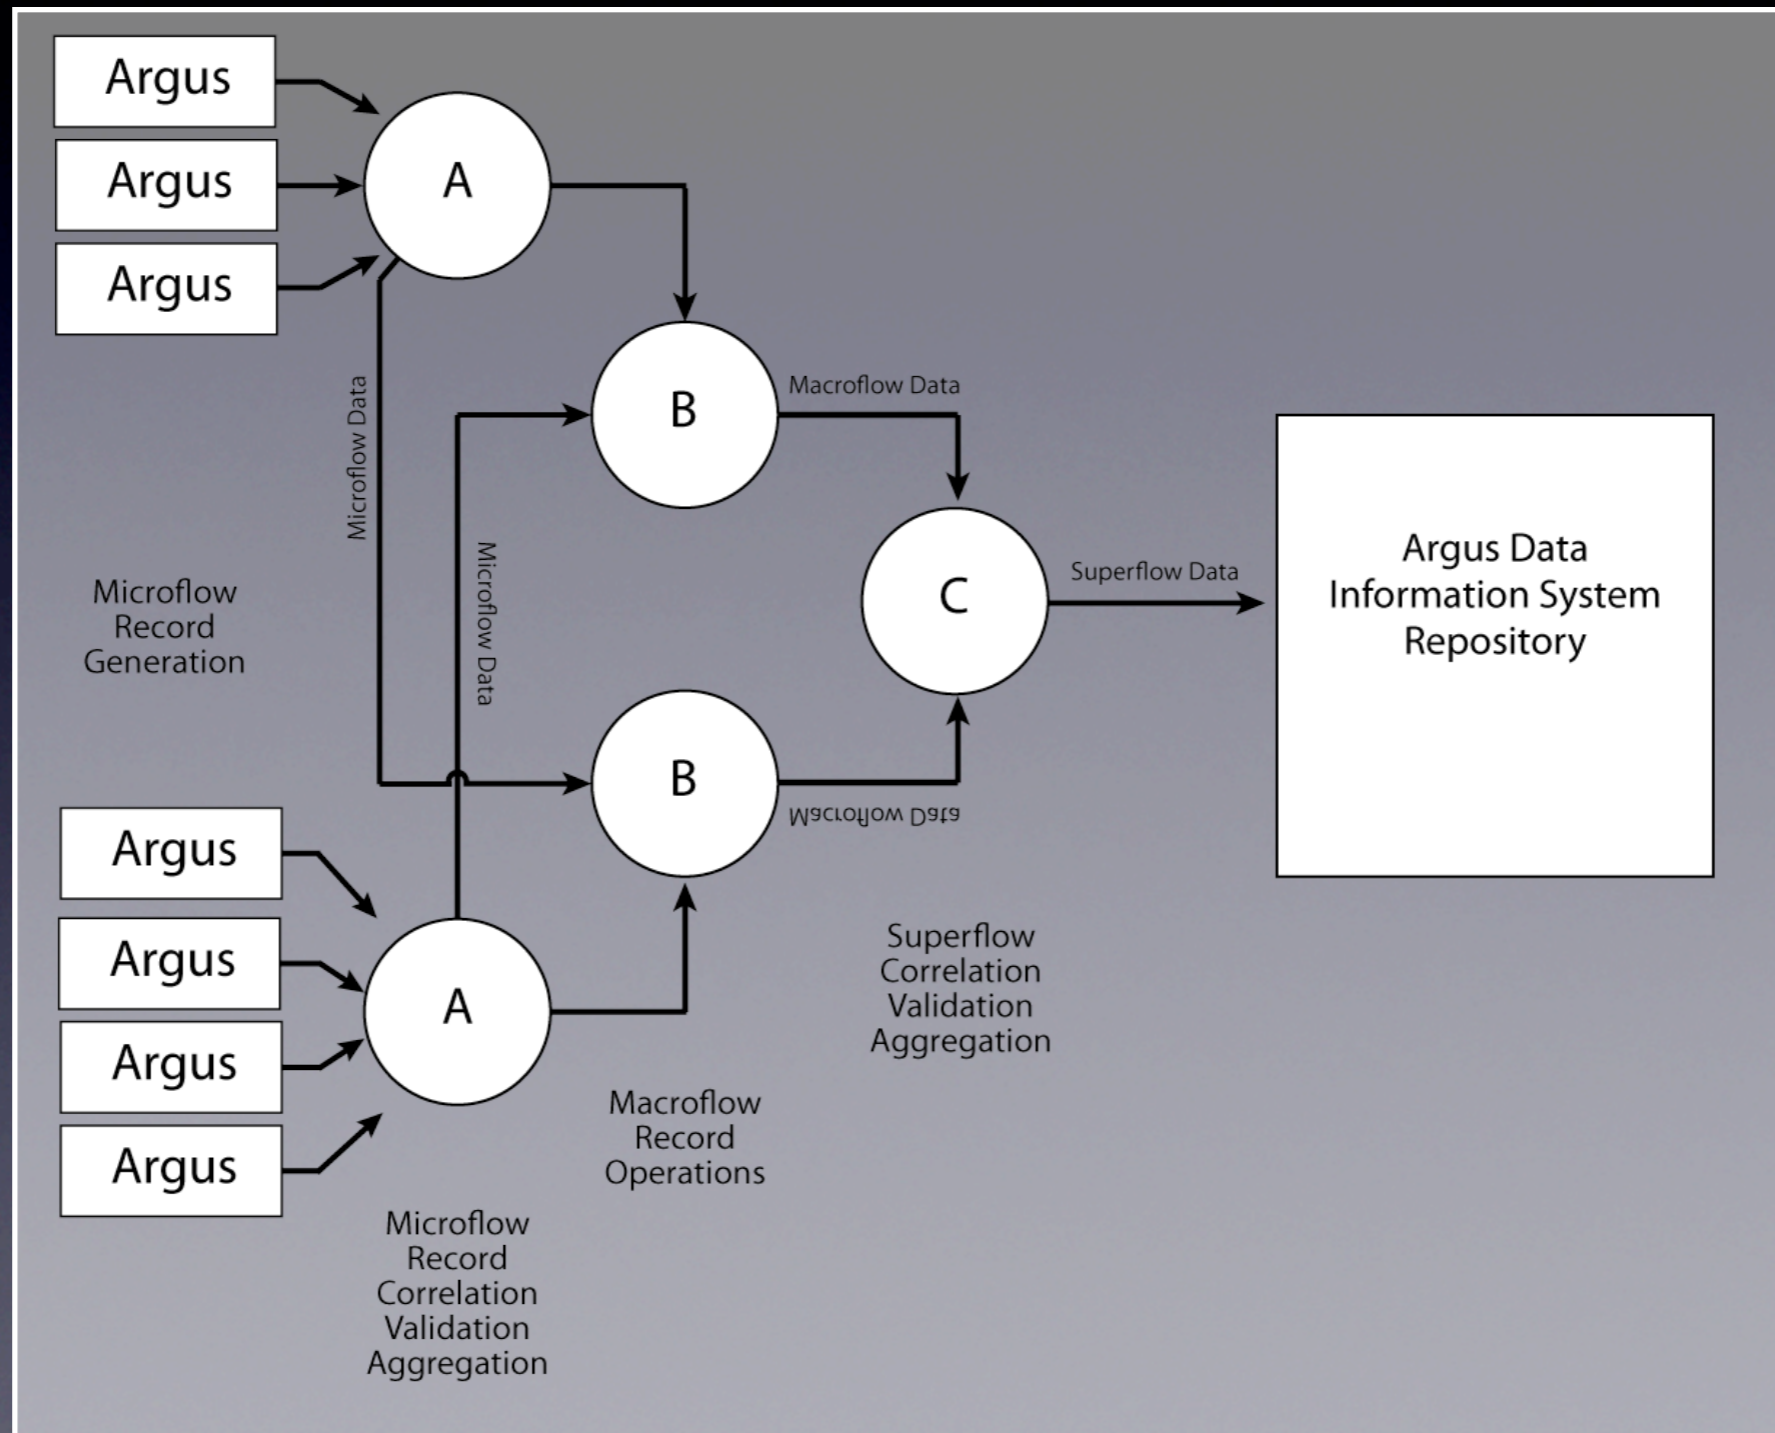 Argus
Argus
Argus
A
B
Macroflow Data
Microflow Data
Microflow Data
C
Superflow Data
Argus Data
Information System
Repository
Microflow
Record
Generation
B
Macroflow Data
Argus
Argus
Argus
Argus
A
Superflow
Correlation
Validation
Aggregation
Macroflow
Record
Operations
Microflow
Record
Correlation
Validation
Aggregation